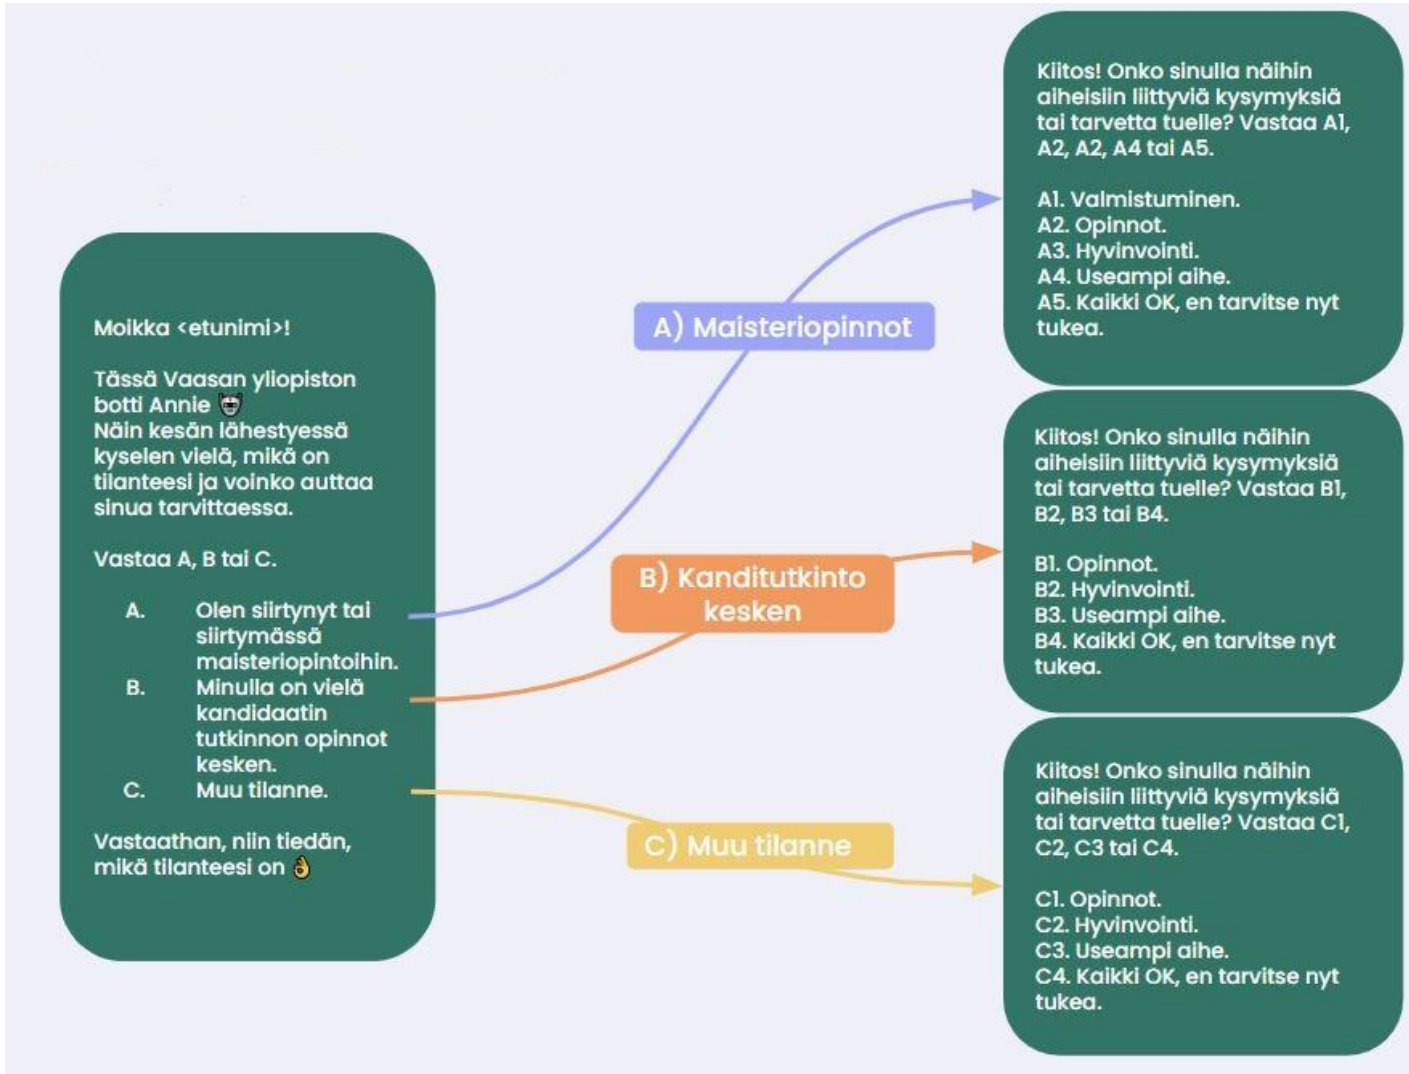 Moikka <etunimi>!
Tässä Vaasan yliopiston
botti Annie
Näin kesän lähestyessä
kyselen vielä, mikä on
tilanteesi ja voinko auttaa
sinua tarvittaessa.
Vastaa A, B tai C.
A. Olen siirtynyt tai
siirtymässä
maisteriopintoihin.
B. Minulla on vielä
kandidaatin
tutkinnon opinnot
kesken.
C. Muu tilanne.
Vastaathan, niin tiedän,
mikä tilanteesi on 👌
A) Maisteriopinnot
B) Kanditutkinto
kesken
C) Muu tilanne
Kiitos! Onko sinulla näihin
aiheisiin liittyviä kysymyksiä
tai tarvetta tuelle? Vastaa A1,
A2, A2, A4 tai A5.
A1. Valmistuminen.
A2. Opinnot.
A3. Hyvinvointi.
A4. Useampi aihe.
A5. Kaikki OK, en tarvitse nyt
tukea.
Kiitos! Onko sinulla näihin
aiheisiin liittyviä kysymyksiä
tai tarvetta tuelle? Vastaa B1,
B2, B3 tai B4.
B1. Opinnot.
B2. Hyvinvointi.
B3. Useampi aihe.
B4. Kaikki OK, en tarvitse nyt
tukea.
Kiitos! Onko sinulla näihin
aiheisiin liittyviä kysymyksiä
tai tarvetta tuelle? Vastaa C1,
C2, C3 tai C4.
C1. Opinnot.
C2. Hyvinvointi.
C3. Useampi aihe.
C4. Kaikki OK, en tarvitse nyt
tukea.